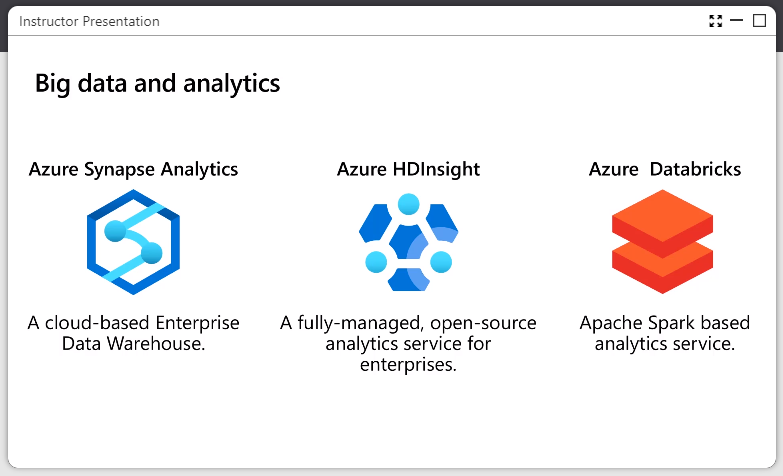 Instructor Presentation
Big data and analytics
Azure Synapse Analytics
A cloud-based Enterprise
Data Warehouse.
Azure HDInsight
A fully-managed, open-source
analytics service for
enterprises.
Azure  Databricks
Apache Spark based
analytics service.